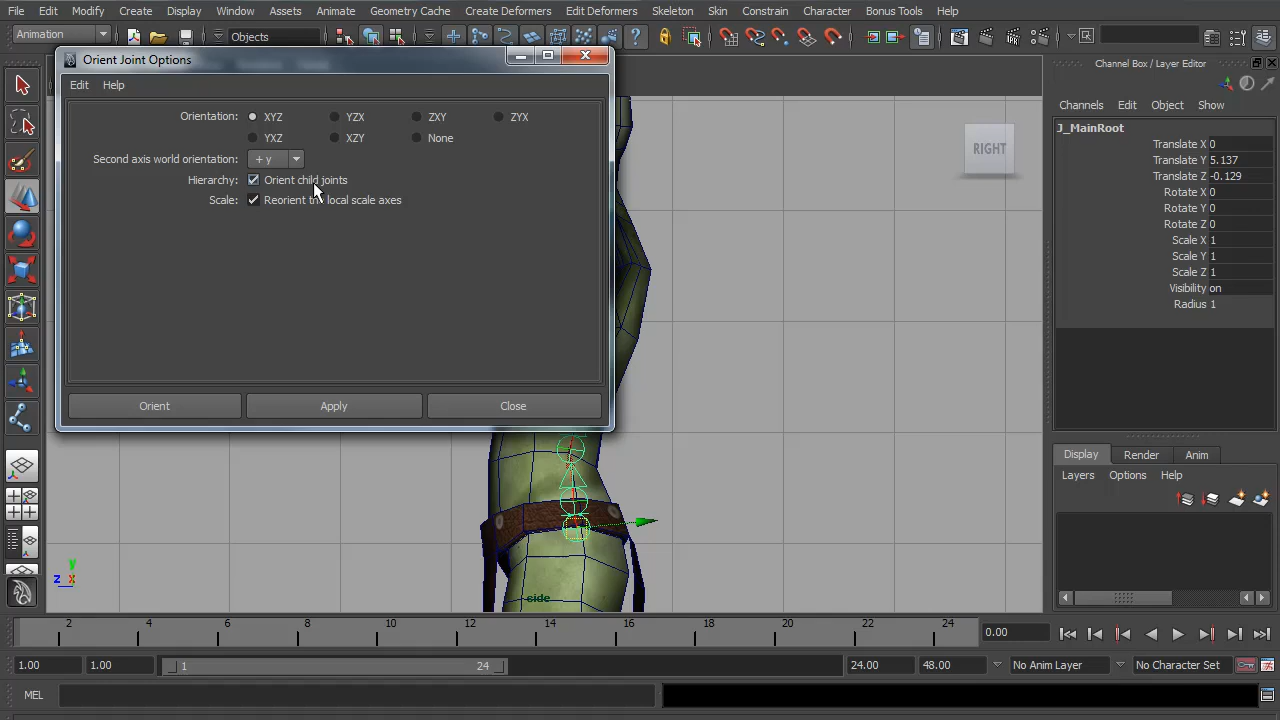 File Edit Modify Create Display Window Assets Animate Geometry Cache Create Deformers Edit Deformers Skeleton Skin Constrain Character Bonus Tools Help
Animation
Objects
Orient Joint Options
Channel Box / Layer Editor
Edit Help
Channels Edit Object Show
Orientation: XYZ YZX ZXY ZYX
YXZ XZY None
Second axis world orientation: + y
Hierarchy: Orient child joints
Scale: Reorient the local scale axes
Orient Apply Close
RIGHT
J_MainRoot
Translate X 0
Translate Y 5.137
Translate Z -0.129
Rotate X 0
Rotate Y 0
Rotate Z 0
Scale X 1
Scale Y 1
Scale Z 1
Visibility on
Radius 1
Display Render Anim
Layers Options Help
y
z x
side
2 4 6 8 10 12 14 16 18 20 22 24
0.00
1.00 1.00 1 24 24.00 48.00 No Anim Layer No Character Set
MEL